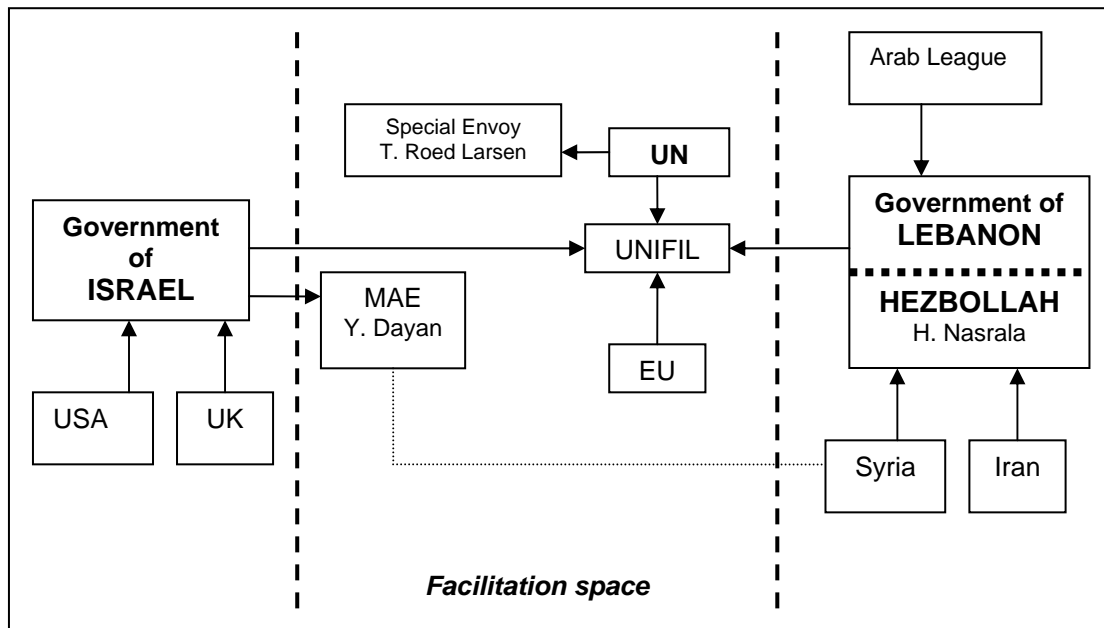 Arab League
Special Envoy
T. Roed Larsen
UN
Government
of
ISRAEL
Government of
LEBANON
UNIFIL
MAE
Y. Dayan
HEZBOLLAH
H. Nasrala
EU
USA
UK
Syria
Iran
Facilitation space